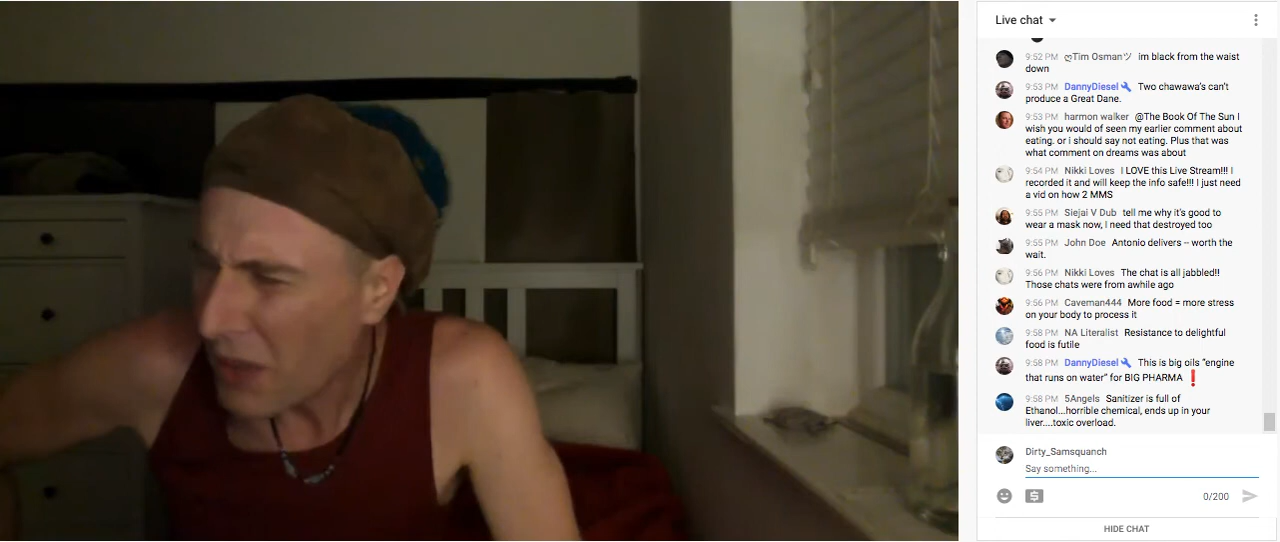 Live chat
9:52 PM ღTim Osmanツ im black from the waist
down
9:53 PM DannyDiesel Two chawawa's can't
produce a Great Dane.
9:53 PM harmon walker @The Book Of The Sun I
wish you would of seen my earlier comment about
eating. or i should say not eating. Plus that was
what comment on dreams was about
9:54 PM Nikki Loves I LOVE this Live Stream!!! I
recorded it and will keep the info safe!!! I just need
a vid on how 2 MMS
9:55 PM Siejai V Dub tell me why it's good to
wear a mask now, I need that destroyed too
9:55 PM John Doe Antonio delivers -- worth the
wait.
9:56 PM Nikki Loves The chat is all jabbled!!
Those chats were from awhile ago
9:56 PM Caveman444 More food = more stress
on your body to process it
9:58 PM NA Literalist Resistance to delightful
food is futile
9:58 PM DannyDiesel This is big oils "engine
that runs on water" for BIG PHARMA ❗
9:58 PM 5Angels Sanitizer is full of
Ethanol...horrible chemical, ends up in your
liver....toxic overload.
Dirty_Samsquanch
Say something...
0/200
HIDE CHAT